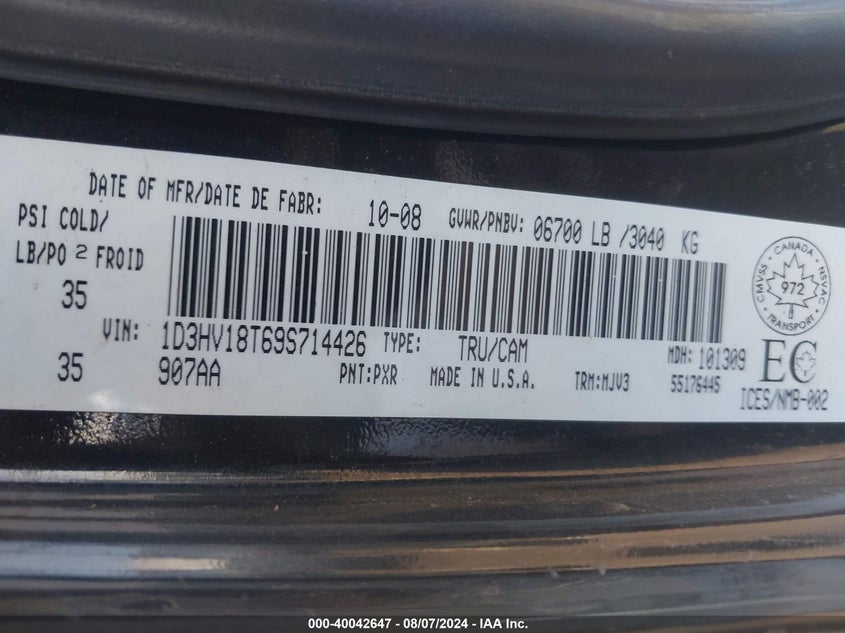 DATE OF MFR/DATE DE FABR: 10-08 GVWR/PNBV: 06700 LB /3040 KG
PSI COLD/
LB/PO 2 FROID
35
VIN: 1D3HV18T69S714426 TYPE: TRU/CAM MDH: 101309
35 907AA PNT:PXR MADE IN U.S.A. TRM:MJV3 55176445
CANADA
CMVSS NSVAC
972
TRANSPORT
EC
ICES/NMB-002
000-40042647 - 08/07/2024 - IAA Inc.